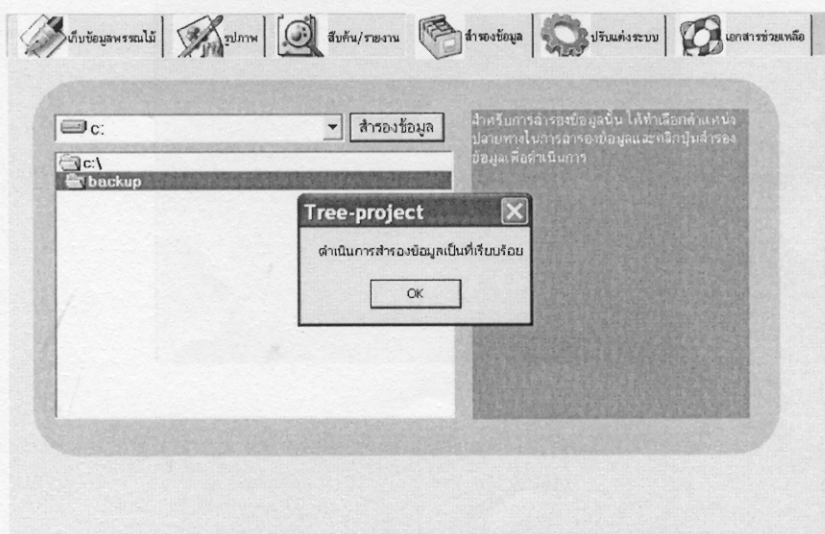 เก็บข้อมูลพรรณไม้
รูปภาพ
สืบค้น/รายงาน
สำรองข้อมูล
ปรับแต่งระบบ
เอกสารช่วยเหลือ
c:
สำรองข้อมูล
c:\
backup
สำหรับการสำรองข้อมูลนั้น ให้ทำเลือกตำแหน่ง
ปลายทางในการสำรองข้อมูลและคลิกปุ่มสำรอง
ข้อมูลเพื่อดำเนินการ
Tree-project
ดำเนินการสำรองข้อมูลเป็นที่เรียบร้อย
OK